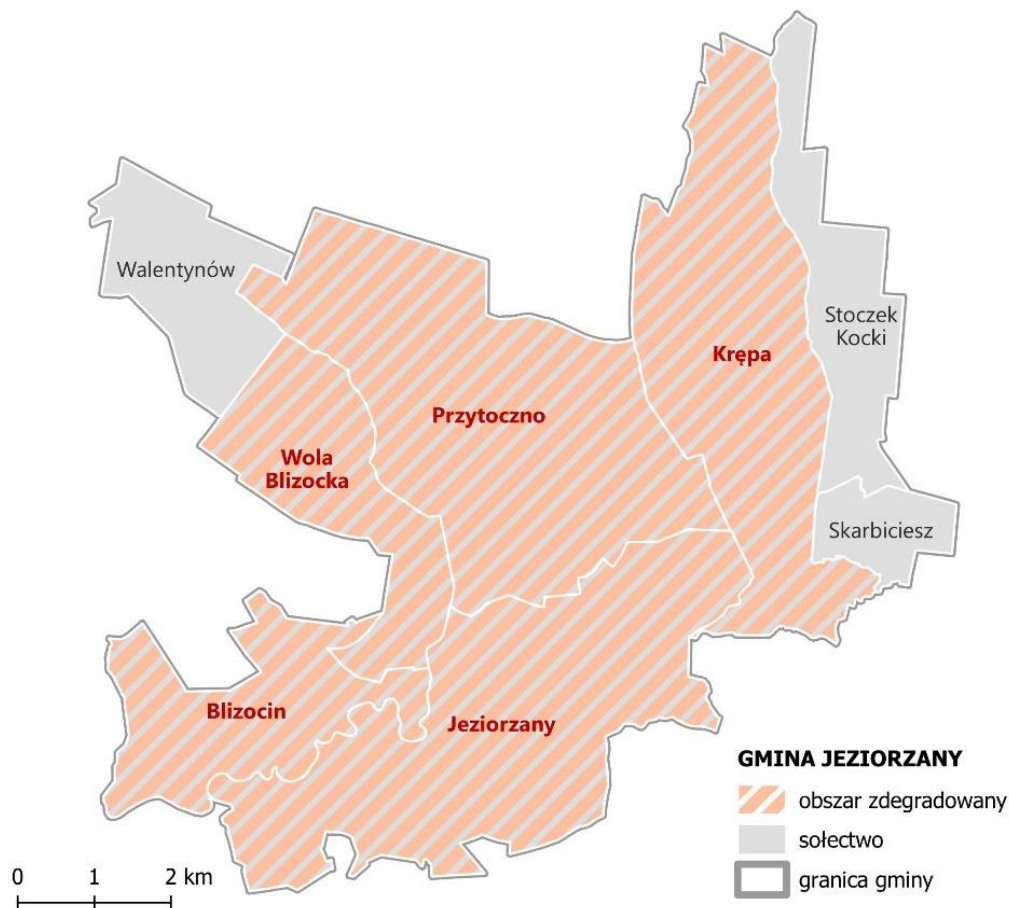 Walentynów
Stoczek
Kocki
Krępa
Przytoczno
Wola
Blizocka
Skarbiciesz
Blizocin
Jeziorzany
GMINA JEZIORZANY
obszar zdegradowany
sołectwo
granica gminy
0 1 2 km